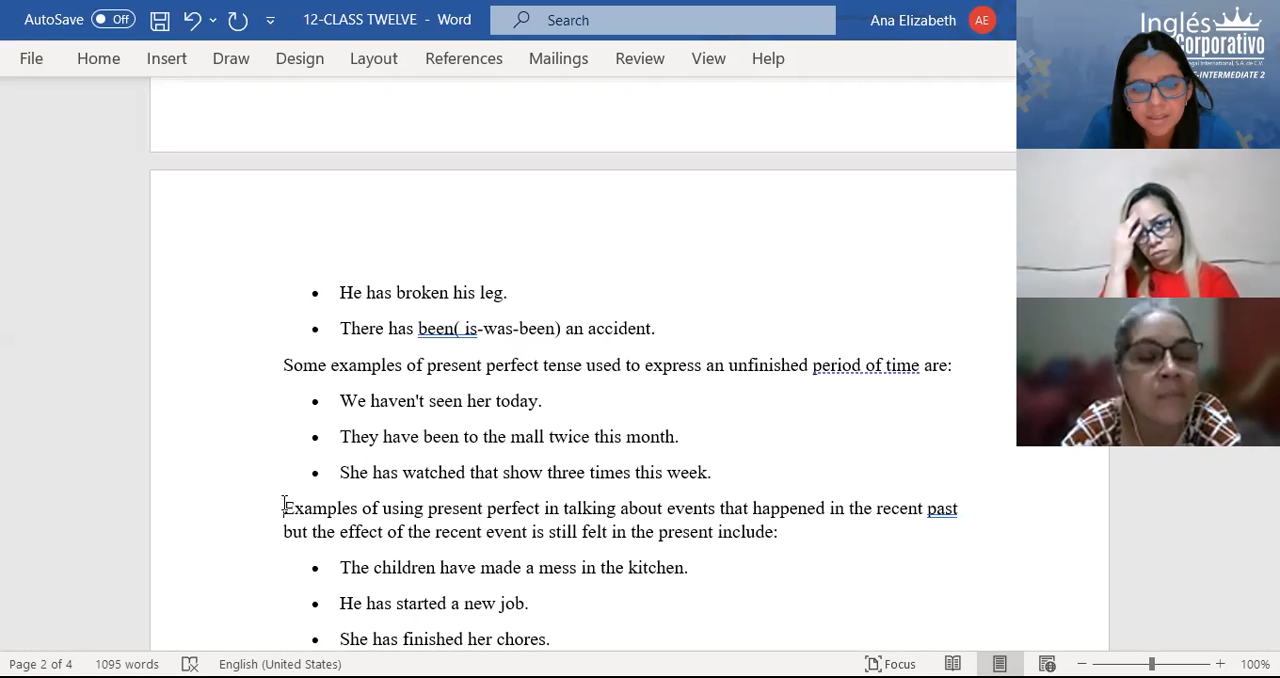 AutoSave Off 12-CLASS TWELVE - Word Search Ana Elizabeth AE
File Home Insert Draw Design Layout References Mailings Review View Help
Inglés
Corporativo
Legal International, S.A. de C.V.
-INTERMEDIATE 2
• He has broken his leg.
• There has been( is-was-been) an accident.
Some examples of present perfect tense used to express an unfinished period of time are:
• We haven't seen her today.
• They have been to the mall twice this month.
• She has watched that show three times this week.
Examples of using present perfect in talking about events that happened in the recent past
but the effect of the recent event is still felt in the present include:
• The children have made a mess in the kitchen.
• He has started a new job.
• She has finished her chores.
Page 2 of 4 1095 words English (United States) Focus 100%